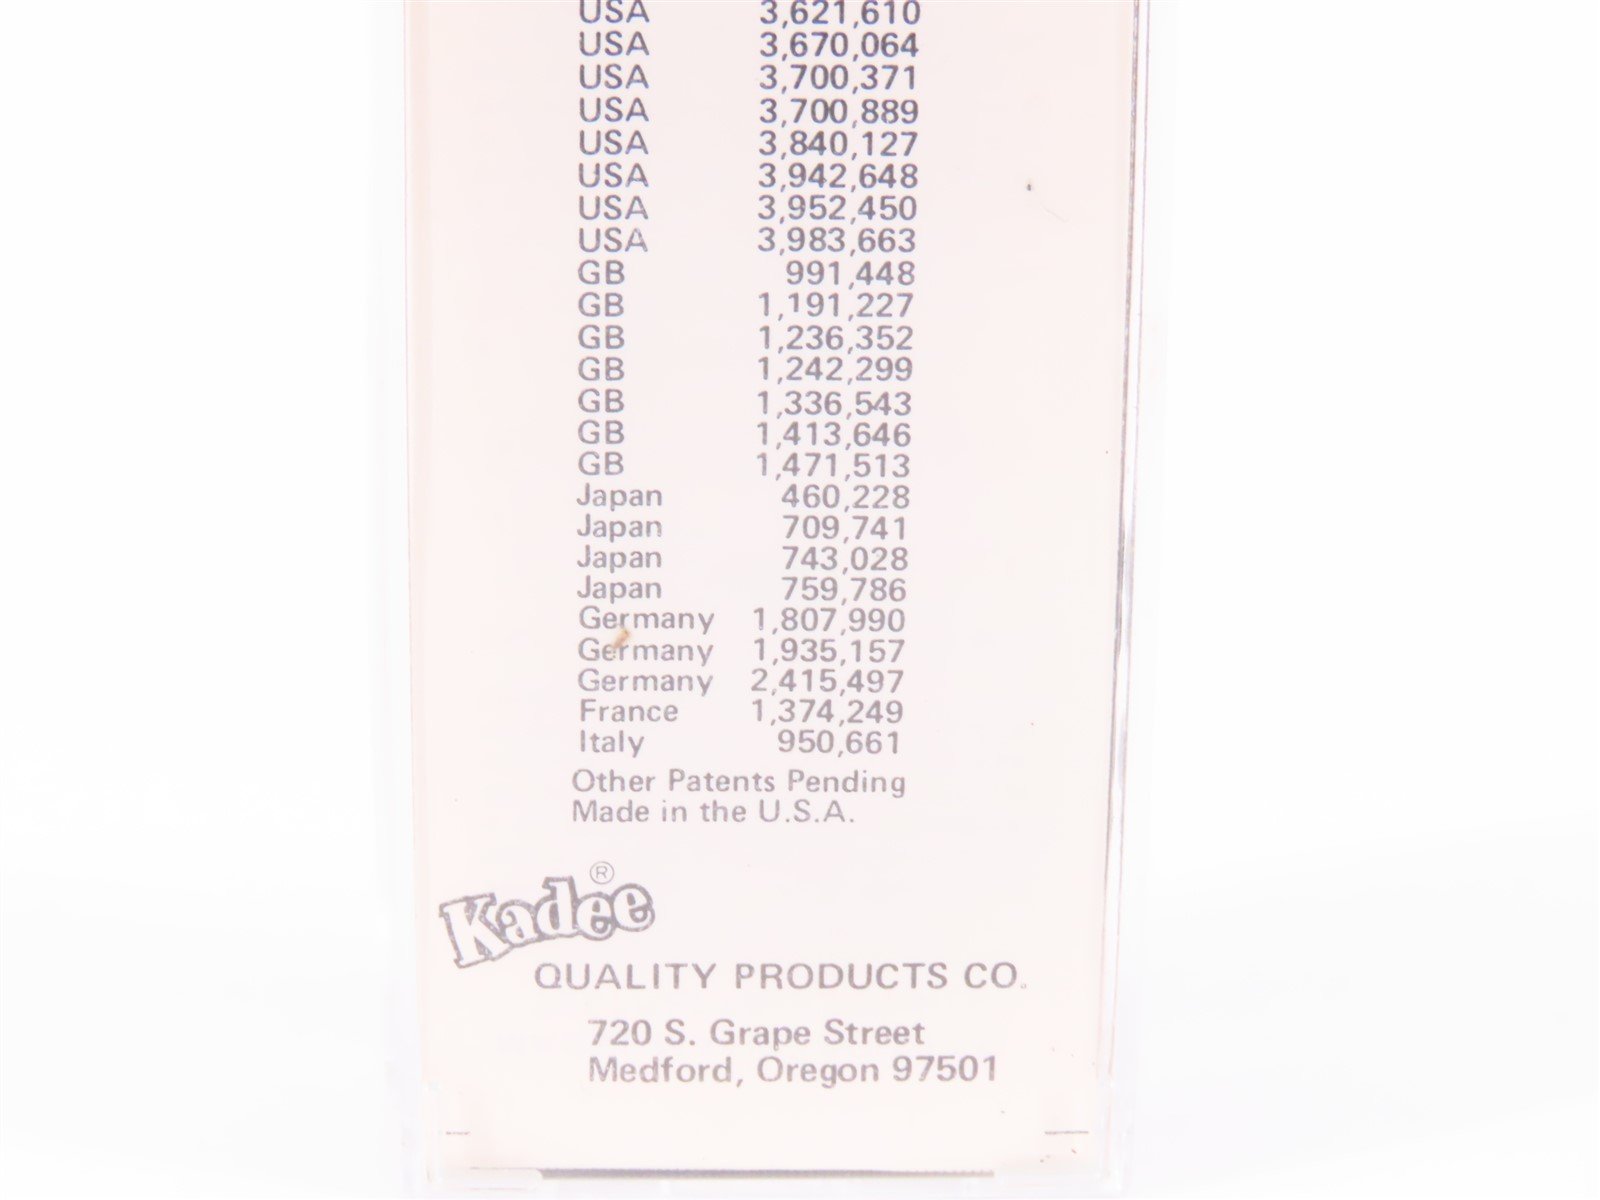 USA 3,621,610
USA 3,670,064
USA 3,700,371
USA 3,700,889
USA 3,840,127
USA 3,942,648
USA 3,952,450
USA 3,983,663
GB 991,448
GB 1,191,227
GB 1,236,352
GB 1,242,299
GB 1,336,543
GB 1,413,646
GB 1,471,513
Japan 460,228
Japan 709,741
Japan 743,028
Japan 759,786
Germany 1,807,990
Germany 1,935,157
Germany 2,415,497
France 1,374,249
Italy 950,661
Other Patents Pending
Made in the U.S.A.
Kadee®
QUALITY PRODUCTS CO.
720 S. Grape Street
Medford, Oregon 97501